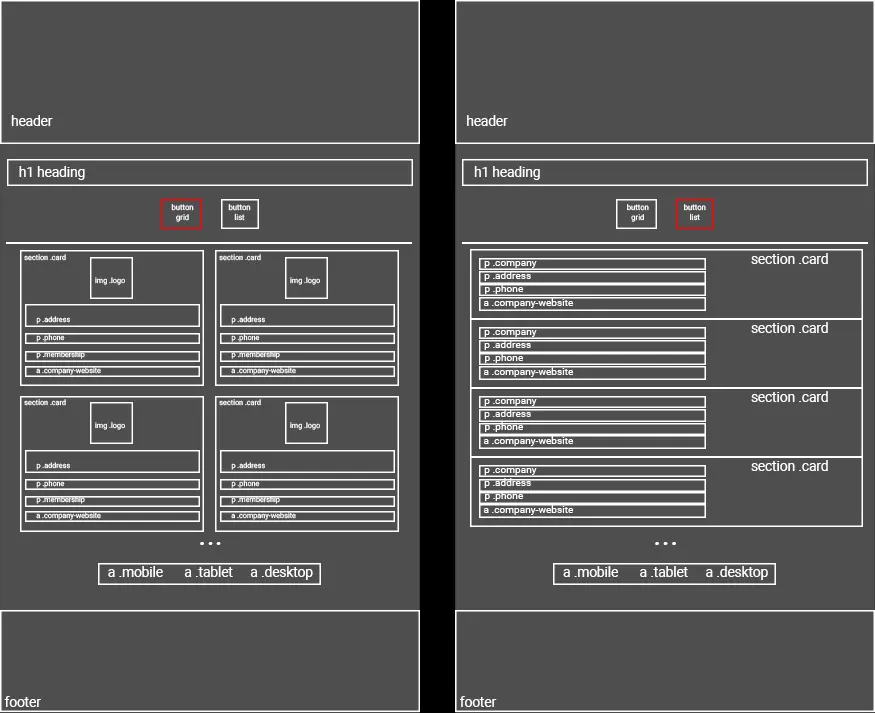 header
h1 heading
button
grid
button
list
section .card
img .logo
p .address
p .phone
p .membership
a .company-website
section .card
img .logo
p .address
p .phone
p .membership
a .company-website
section .card
img .logo
p .address
p .phone
p .membership
a .company-website
section .card
img .logo
p .address
p .phone
p .membership
a .company-website
...
a .mobile a .tablet a .desktop
footer
header
h1 heading
button
grid
button
list
section .card
p .company
p .address
p .phone
a .company-website
section .card
p .company
p .address
p .phone
a .company-website
section .card
p .company
p .address
p .phone
a .company-website
section .card
p .company
p .address
p .phone
a .company-website
...
a .mobile a .tablet a .desktop
footer